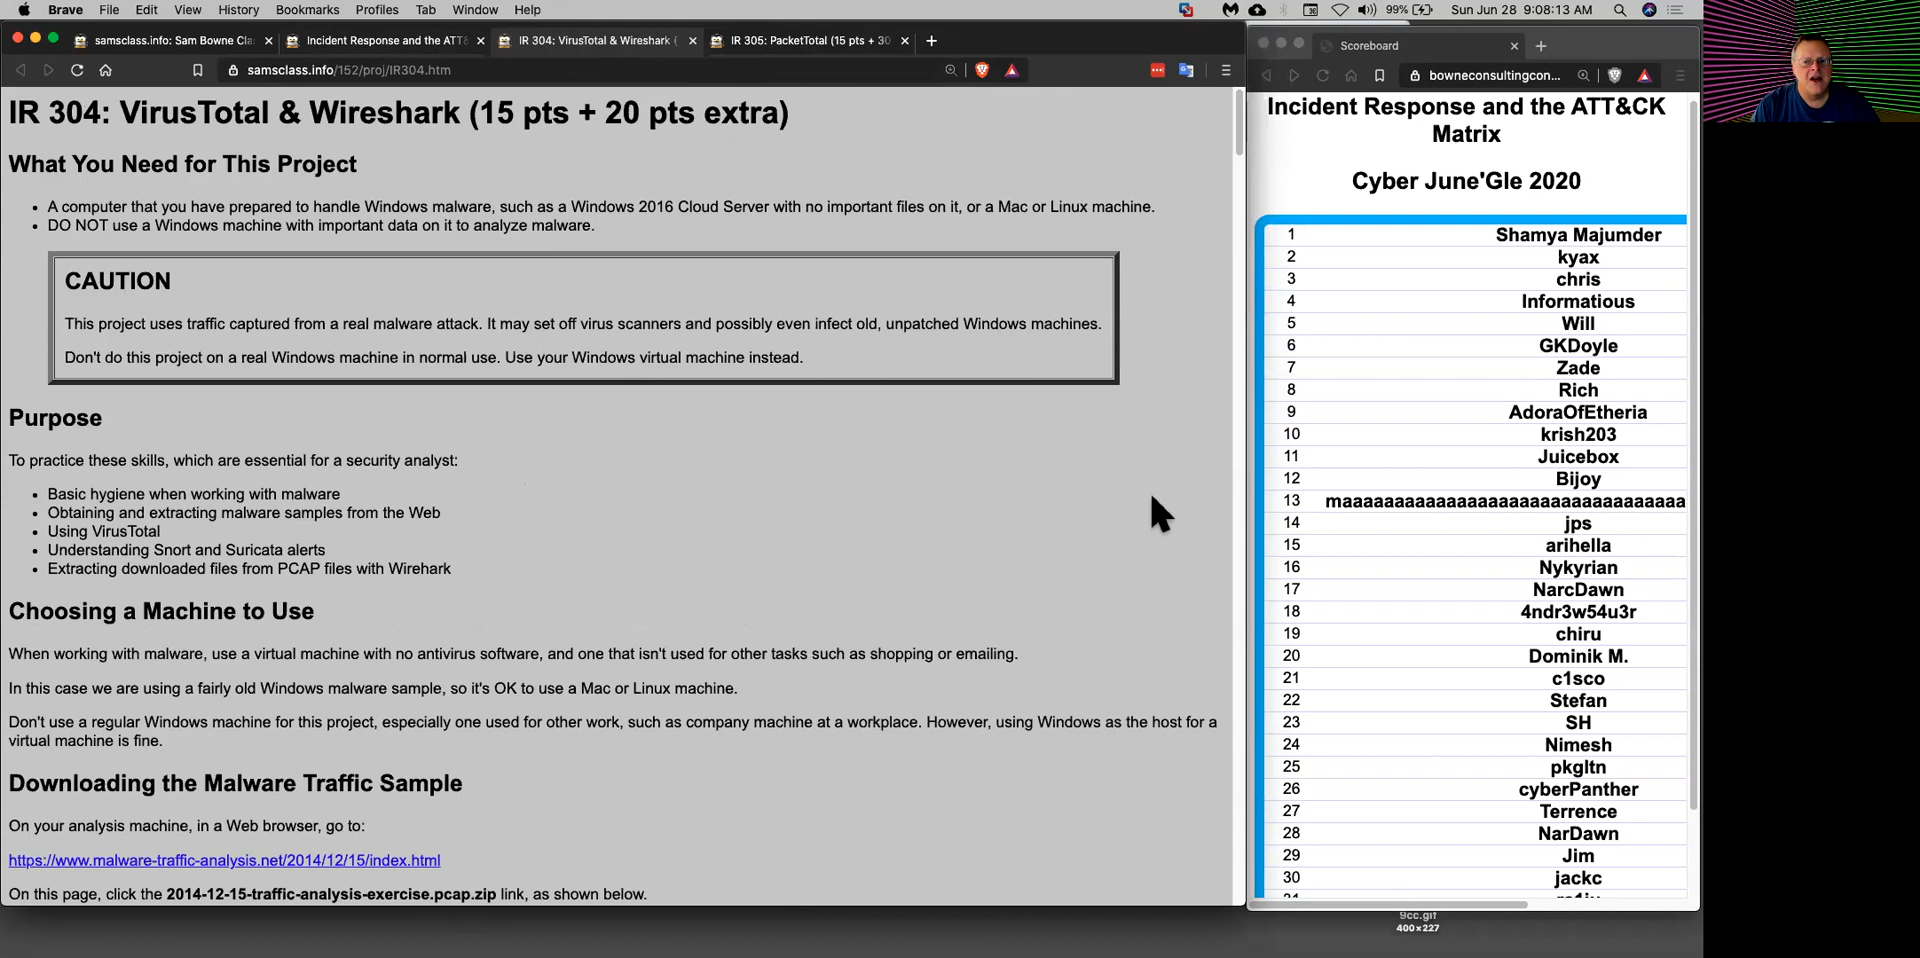 Brave File Edit View History Bookmarks Profiles Tab Window Help
99% Sun Jun 28 9:08:13 AM
samsclass.info: Sam Bowne Cla
Incident Response and the ATT&
IR 304: VirusTotal & Wireshark (
IR 305: PacketTotal (15 pts + 30
samsclass.info/152/proj/IR304.htm
IR 304: VirusTotal & Wireshark (15 pts + 20 pts extra)
What You Need for This Project
• A computer that you have prepared to handle Windows malware, such as a Windows 2016 Cloud Server with no important files on it, or a Mac or Linux machine.
• DO NOT use a Windows machine with important data on it to analyze malware.
CAUTION
This project uses traffic captured from a real malware attack. It may set off virus scanners and possibly even infect old, unpatched Windows machines.
Don't do this project on a real Windows machine in normal use. Use your Windows virtual machine instead.
Purpose
To practice these skills, which are essential for a security analyst:
• Basic hygiene when working with malware
• Obtaining and extracting malware samples from the Web
• Using VirusTotal
• Understanding Snort and Suricata alerts
• Extracting downloaded files from PCAP files with Wirehark
Choosing a Machine to Use
When working with malware, use a virtual machine with no antivirus software, and one that isn't used for other tasks such as shopping or emailing.
In this case we are using a fairly old Windows malware sample, so it's OK to use a Mac or Linux machine.
Don't use a regular Windows machine for this project, especially one used for other work, such as company machine at a workplace. However, using Windows as the host for a
virtual machine is fine.
Downloading the Malware Traffic Sample
On your analysis machine, in a Web browser, go to:
https://www.malware-traffic-analysis.net/2014/12/15/index.html
On this page, click the 2014-12-15-traffic-analysis-exercise.pcap.zip link, as shown below.
Scoreboard
bowneconsultingcon...
Incident Response and the ATT&CK
Matrix
Cyber June'Gle 2020
1 Shamya Majumder
2 kyax
3 chris
4 Informatious
5 Will
6 GKDoyle
7 Zade
8 Rich
9 AdoraOfEtheria
10 krish203
11 Juicebox
12 Bijoy
13 maaaaaaaaaaaaaaaaaaaaaaaaaaaaaaaaa
14 jps
15 arihella
16 Nykyrian
17 NarcDawn
18 4ndr3w54u3r
19 chiru
20 Dominik M.
21 c1sco
22 Stefan
23 SH
24 Nimesh
25 pkgltn
26 cyberPanther
27 Terrence
28 NarDawn
29 Jim
30 jackc
9cc.gif
400×227